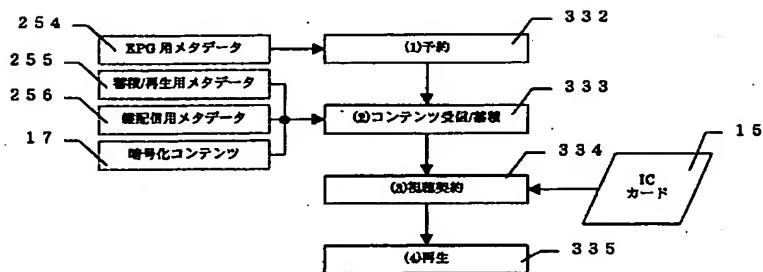 254
EPG用メタデータ
332
(1)予約
255
蓄積/再生用メタデータ
256
鍵配信用メタデータ
333
(2)コンテンツ受信/蓄積
17
暗号化コンテンツ
334
(3)視聴契約
15
IC
カード
335
(4)再生